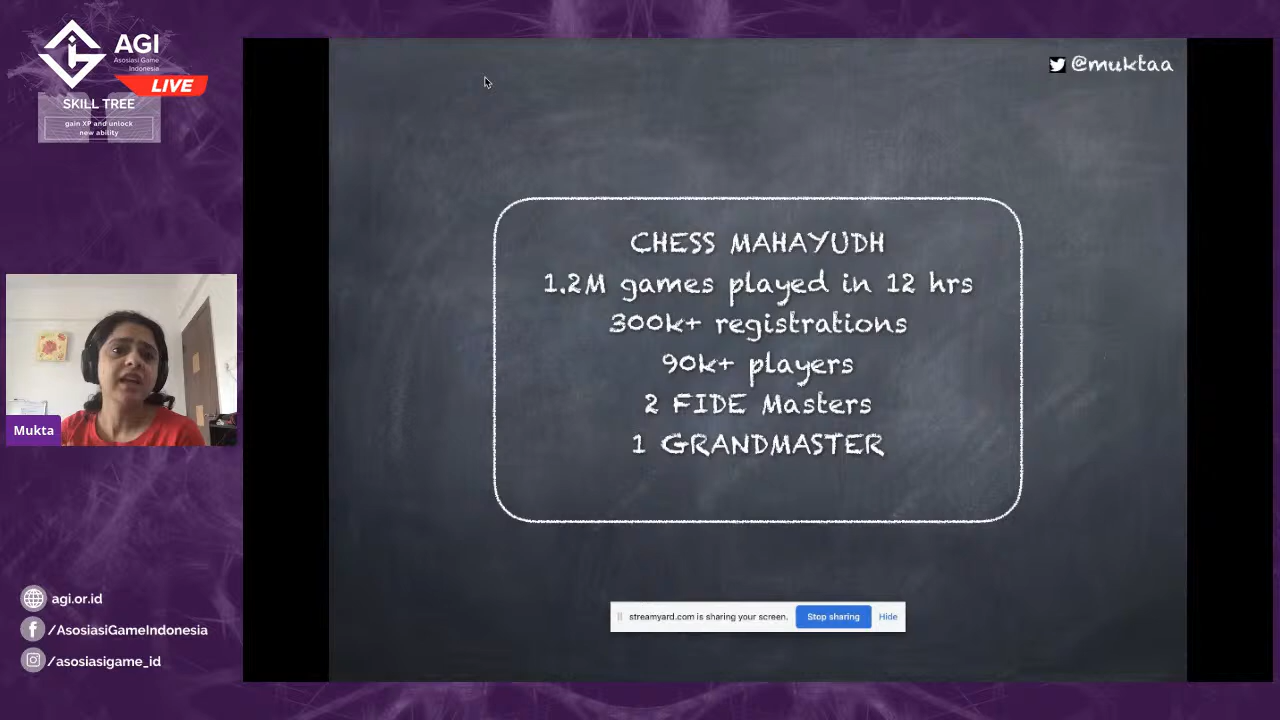 AGI
Asosiasi Game
Indonesia
LIVE
SKILL TREE
gain XP and unlock
new ability
@muktaa
CHESS MAHAYUDH
1.2M games played in 12 hrs
300k+ registrations
90k+ players
2 FIDE Masters
1 GRANDMASTER
Mukta
streamyard.com is sharing your screen.
Stop sharing
Hide
agi.or.id
/AsosiasiGameIndonesia
/asosiasigame_id